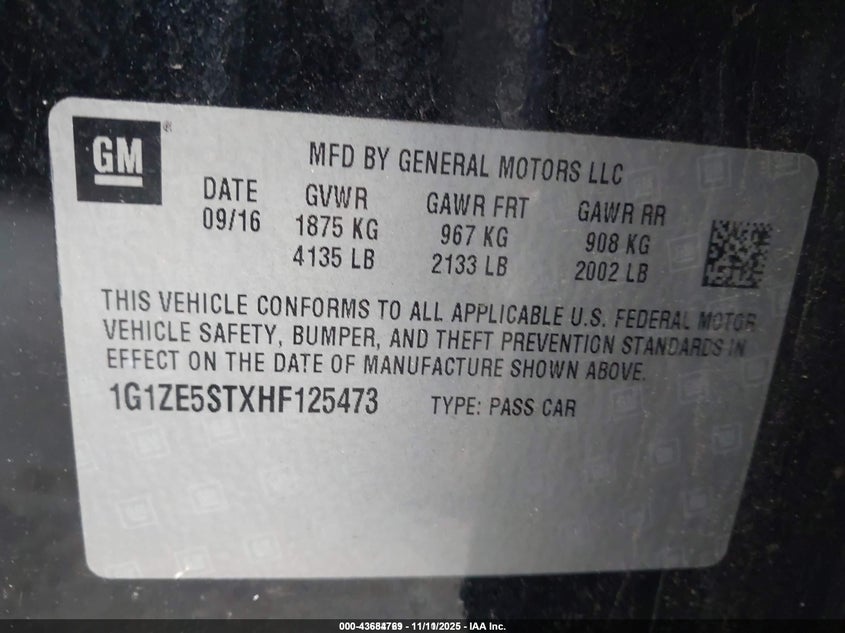 GM®
MFD BY GENERAL MOTORS LLC
DATE GVWR GAWR FRT GAWR RR
09/16 1875 KG 967 KG 908 KG
4135 LB 2133 LB 2002 LB
THIS VEHICLE CONFORMS TO ALL APPLICABLE U.S. FEDERAL MOTOR
VEHICLE SAFETY, BUMPER, AND THEFT PREVENTION STANDARDS IN
EFFECT ON THE DATE OF MANUFACTURE SHOWN ABOVE.
1G1ZE5STXHF125473 TYPE: PASS CAR
000-43684769 - 11/10/2025 - IAA Inc.